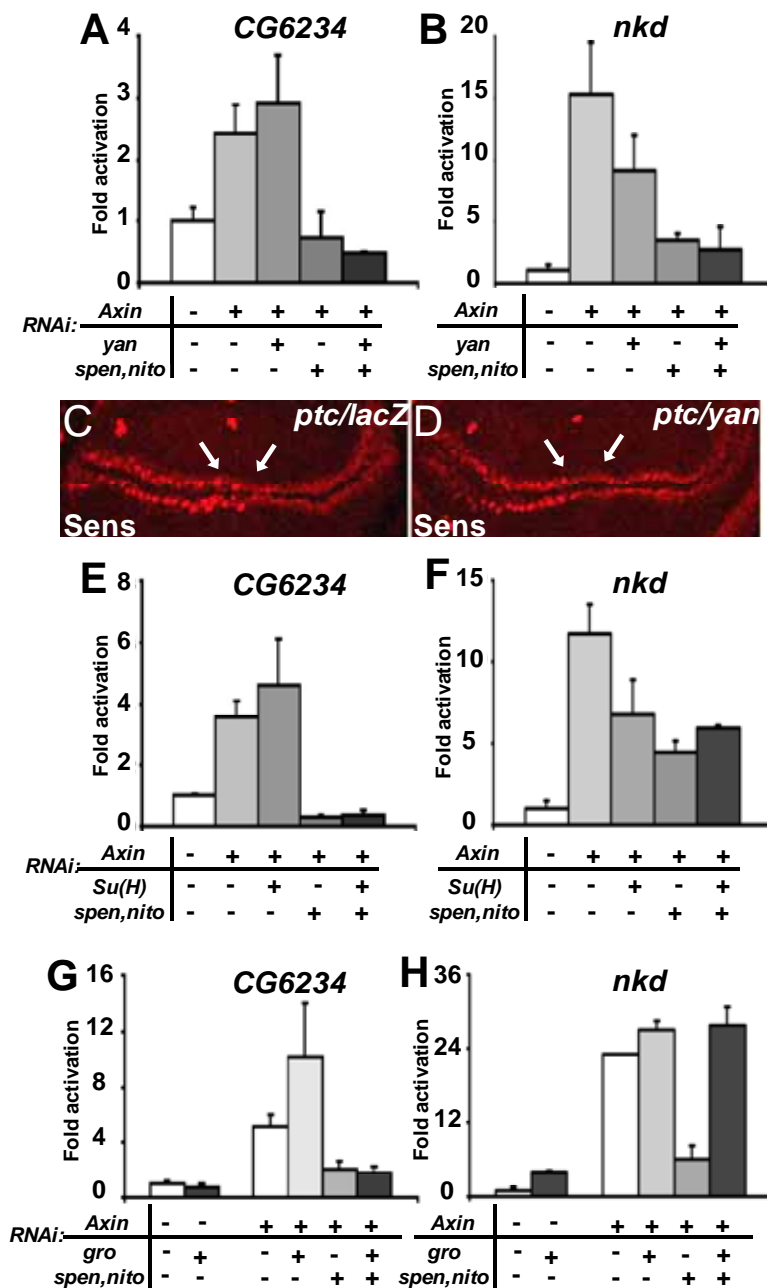 A CG6234
4
3
2
1
0
Fold activation
RNAi: Axin - + + + +
yan - - + - +
spen,nito - - - + +
B nkd
20
15
10
5
0
Fold activation
Axin - + + + +
yan - - + - +
spen,nito - - - + +
C ptc/lacZ
Sens
D ptc/yan
Sens
E CG6234
8
6
4
2
0
Fold activation
RNAi: Axin - + + + +
Su(H) - - + - +
spen,nito - - - + +
F nkd
15
10
5
0
Fold activation
Axin - + + + +
Su(H) - - + - +
spen,nito - - - + +
G CG6234
16
12
8
4
0
Fold activation
RNAi: Axin - - + + + +
gro - + - + - +
spen,nito - - - - + +
H nkd
36
24
12
0
Fold activation
Axin - - + + + +
gro - + - + - +
spen,nito - - - - + +